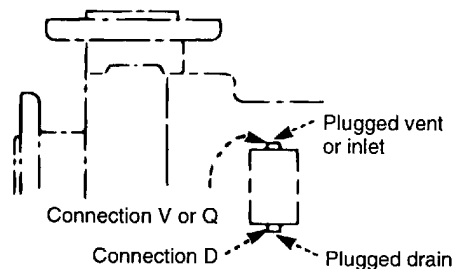 Plugged vent
or inlet
Connection V or Q
Connection D
Plugged drain